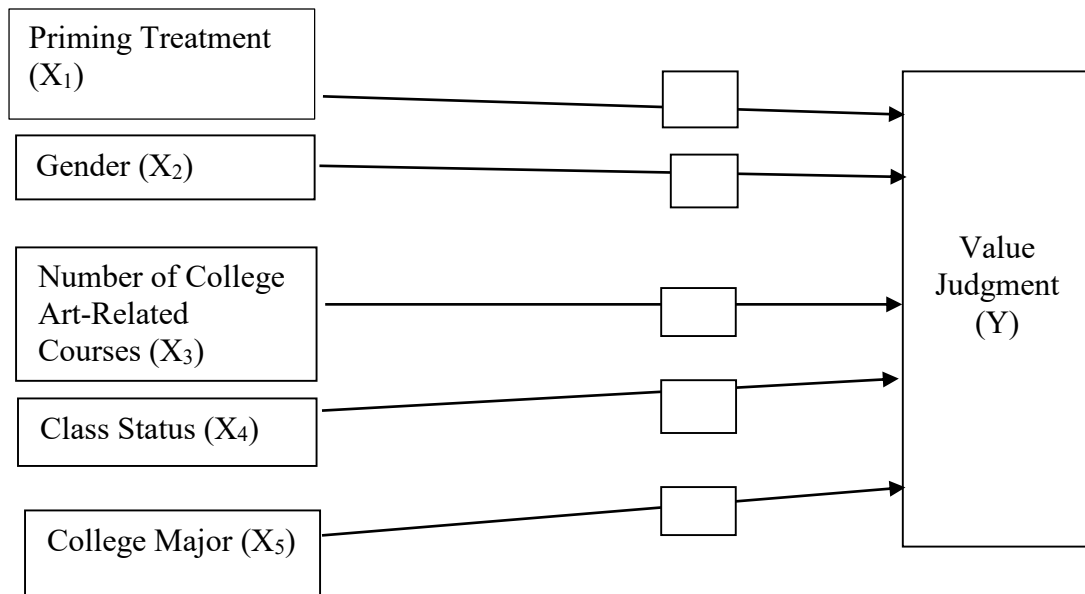 Priming Treatment
(X₁)
Gender (X₂)
Number of College
Art-Related
Courses (X₃)
Class Status (X₄)
College Major (X₅)
Value
Judgment
(Y)